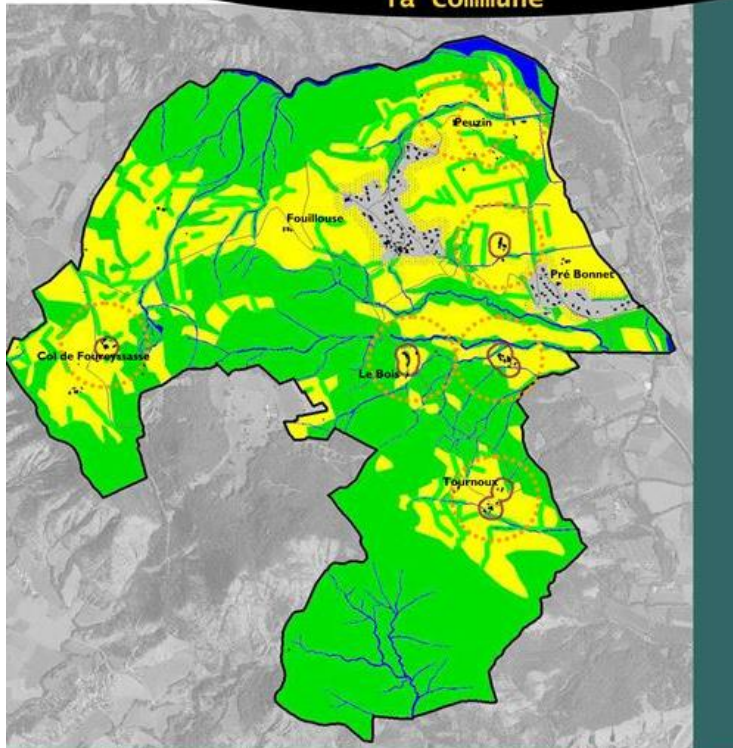 la Commune
Peuzin
Fouillouse
Pré Bonnet
Col de Foureyssasse
Le Bois
Tournoux